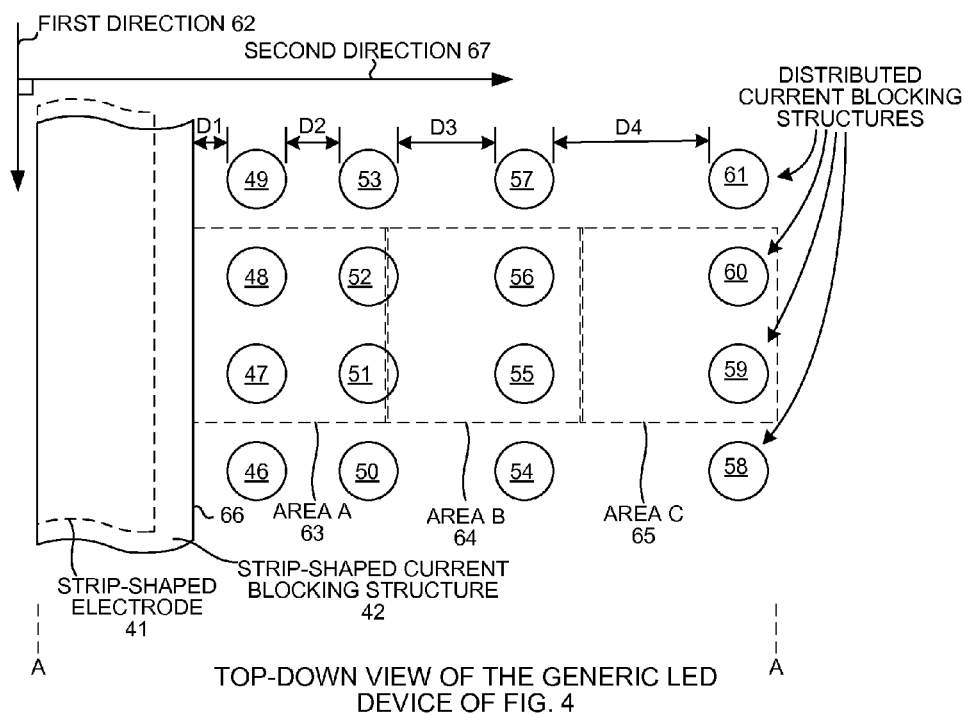 FIRST DIRECTION 62
SECOND DIRECTION 67
DISTRIBUTED
CURRENT BLOCKING
STRUCTURES
D1
D2
D3
D4
49
53
57
61
48
52
56
60
47
51
55
59
46
50
54
58
66
AREA A
63
AREA B
64
AREA C
65
STRIP-SHAPED
ELECTRODE
41
STRIP-SHAPED CURRENT
BLOCKING STRUCTURE
42
A
A
TOP-DOWN VIEW OF THE GENERIC LED
DEVICE OF FIG. 4